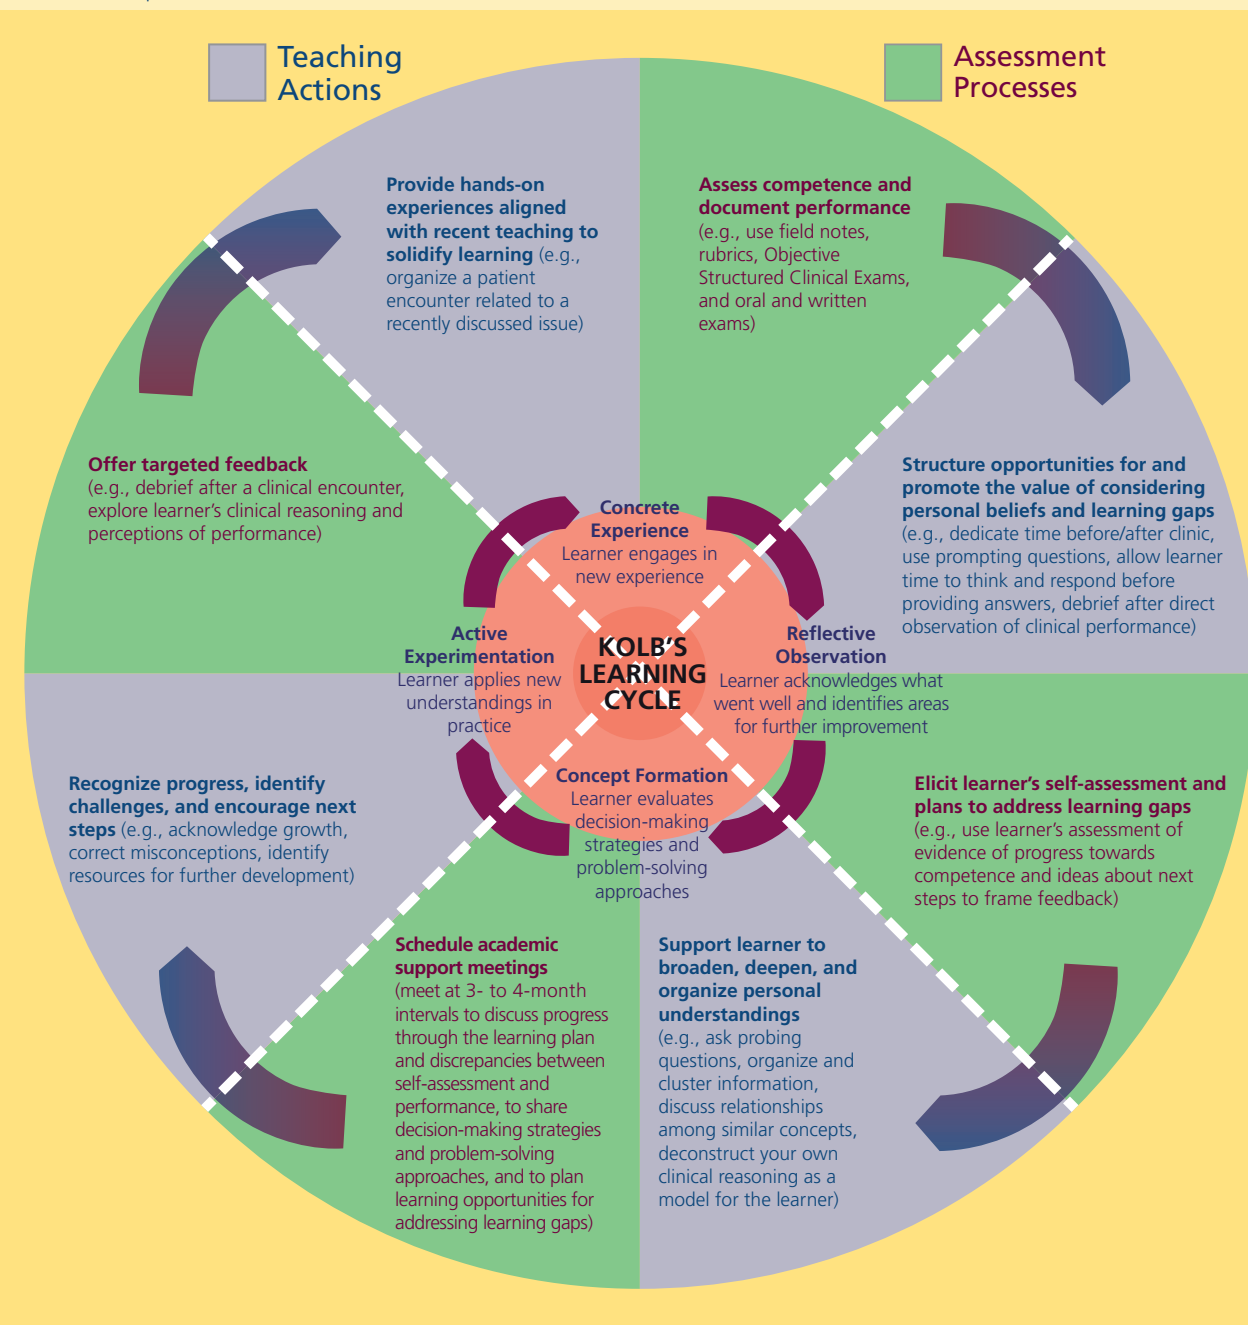 Teaching
Actions
Assessment
Processes
Provide hands-on
experiences aligned
with recent teaching to
solidify learning (e.g.,
organize a patient
encounter related to a
recently discussed issue)
Assess competence and
document performance
(e.g., use field notes,
rubrics, Objective
Structured Clinical Exams,
and oral and written
exams)
Offer targeted feedback
(e.g., debrief after a clinical encounter,
explore learner’s clinical reasoning and
perceptions of performance)
Structure opportunities for and
promote the value of considering
personal beliefs and learning gaps
(e.g., dedicate time before/after clinic,
use prompting questions, allow learner
time to think and respond before
providing answers, debrief after direct
observation of clinical performance)
Concrete
Experience
Learner engages in
new experience
Active
Experimentation
Learner applies new
understandings in
practice
KOLB’S
LEARNING
CYCLE
Reflective
Observation
Learner acknowledges what
went well and identifies areas
for further improvement
Concept Formation
Learner evaluates
decision-making
strategies and
problem-solving
approaches
Recognize progress, identify
challenges, and encourage next
steps (e.g., acknowledge growth,
correct misconceptions, identify
resources for further development)
Elicit learner’s self-assessment and
plans to address learning gaps
(e.g., use learner’s assessment of
evidence of progress towards
competence and ideas about next
steps to frame feedback)
Schedule academic
support meetings
(meet at 3- to 4-month
intervals to discuss progress
through the learning plan
and discrepancies between
self-assessment and
performance, to share
decision-making strategies
and problem-solving
approaches, and to plan
learning opportunities for
addressing learning gaps)
Support learner to
broaden, deepen, and
organize personal
understandings
(e.g., ask probing
questions, organize and
cluster information,
discuss relationships
among similar concepts,
deconstruct your own
clinical reasoning as a
model for the learner)